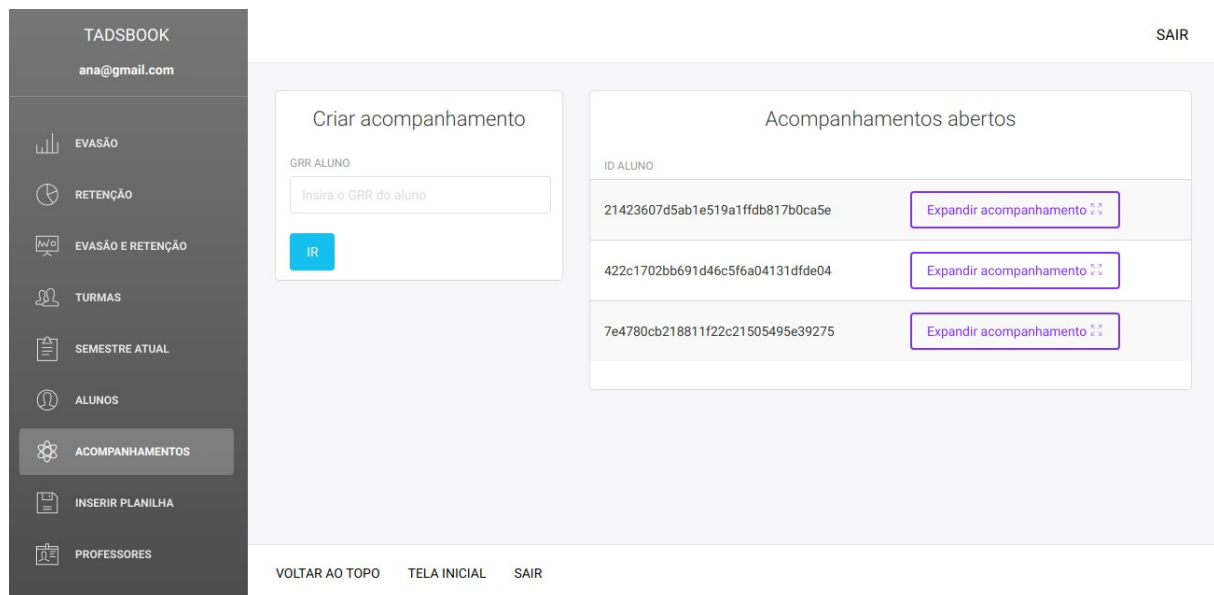 TADSBOOK
ana@gmail.com
EVASÃO
RETENÇÃO
EVASÃO E RETENÇÃO
TURMAS
SEMESTRE ATUAL
ALUNOS
ACOMPANHAMENTOS
INSERIR PLANILHA
PROFESSORES
SAIR
Criar acompanhamento
GRR ALUNO
Insira o GRR do aluno
IR
Acompanhamentos abertos
ID ALUNO
21423607d5ab1e519a1ffdb817b0ca5e Expandir acompanhamento
422c1702bb691d46c5f6a04131dfde04 Expandir acompanhamento
7e4780cb218811f22c21505495e39275 Expandir acompanhamento
VOLTAR AO TOPO TELA INICIAL SAIR